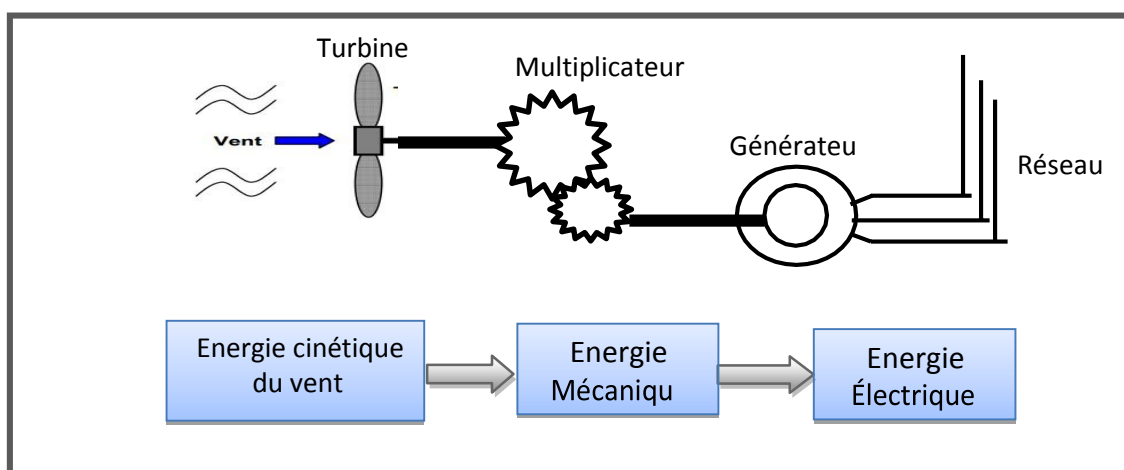 Turbine
Multiplicateur
Vent
Générateu
Réseau
Energie cinétique
du vent
Energie
Mécaniqu
Energie
Électrique